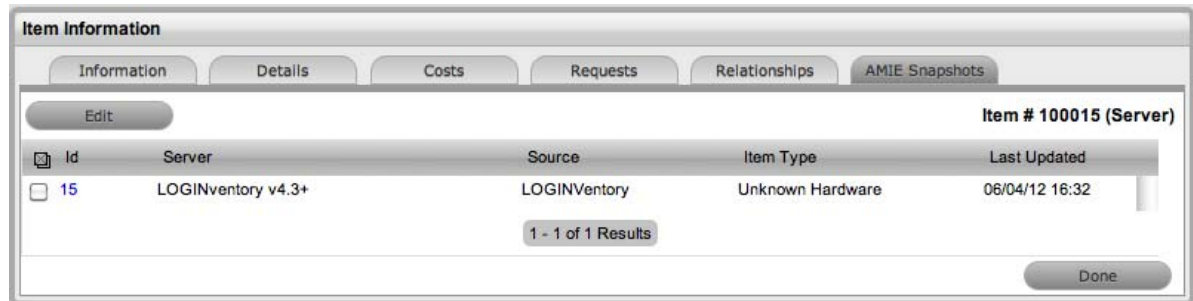 Item Information
Information Details Costs Requests Relationships AMIE Snapshots
Edit Item # 100015 (Server)
Id Server Source Item Type Last Updated
15 LOGINventory v4.3+ LOGINVentory Unknown Hardware 06/04/12 16:32
1 - 1 of 1 Results
Done